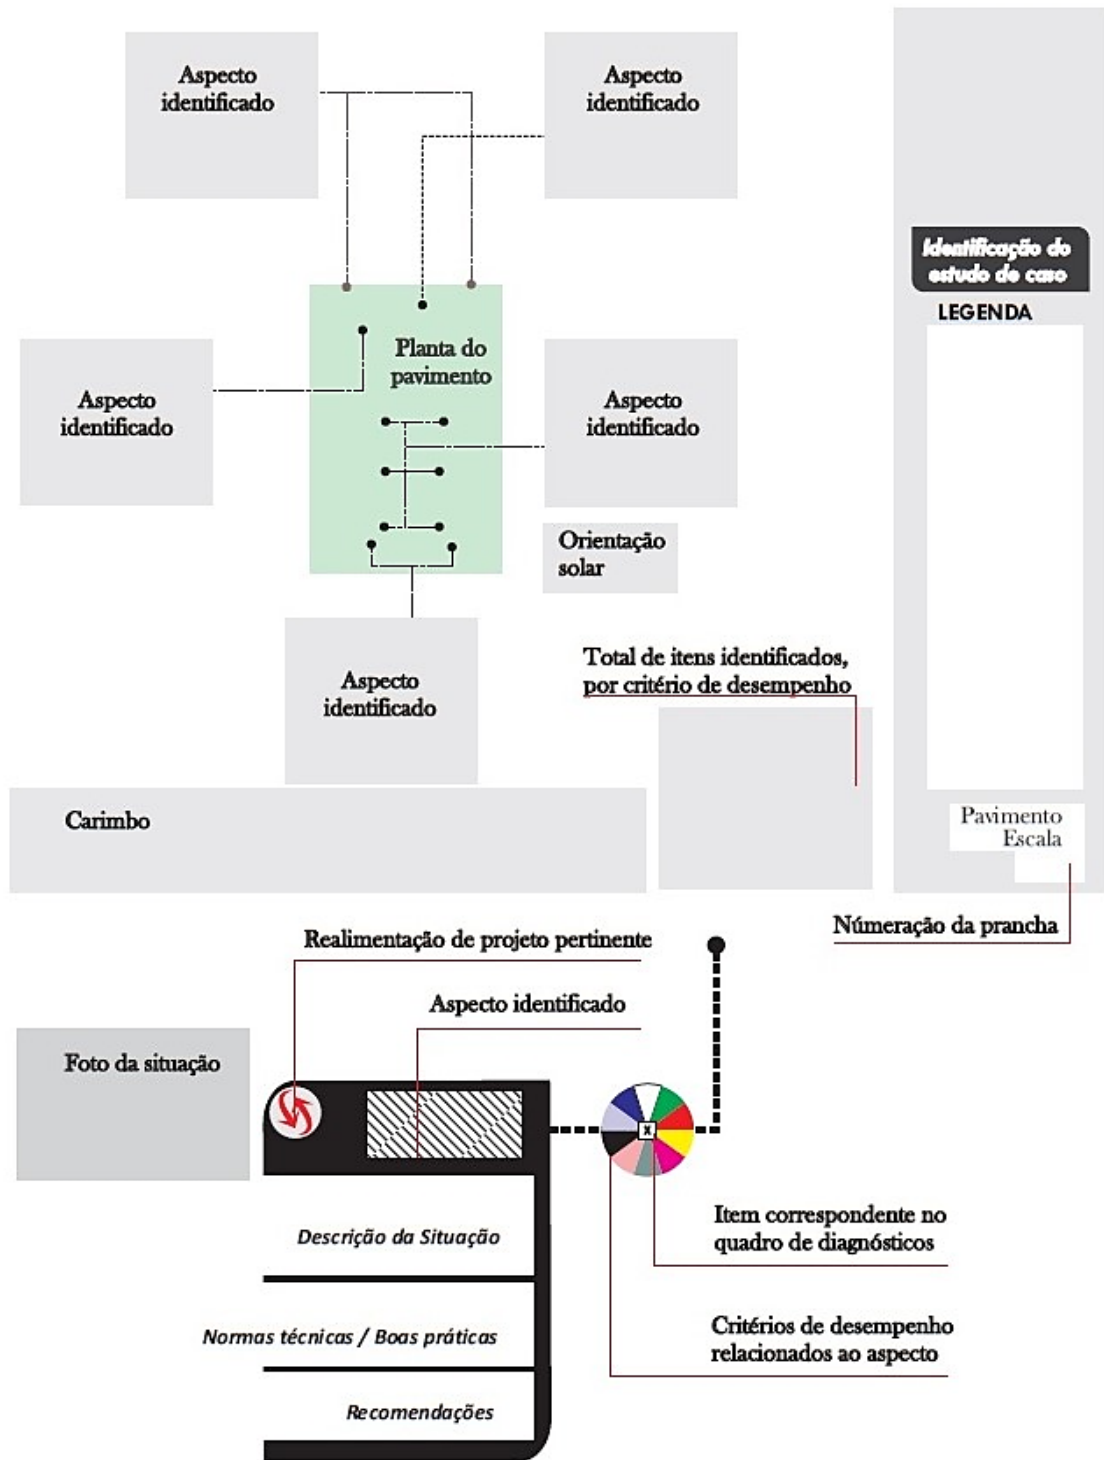 Aspecto
identificado
Aspecto
identificado
Identificação do
estudo de caso
LEGENDA
Planta do
pavimento
Aspecto
identificado
Aspecto
identificado
Orientação
solar
Aspecto
identificado
Total de itens identificados,
por critério de desempenho
Carimbo
Pavimento
Escala
Númeração da prancha
Realimentação de projeto pertinente
Aspecto identificado
Foto da situação
x
Descrição da Situação
Item correspondente no
quadro de diagnósticos
Normas técnicas / Boas práticas
Critérios de desempenho
relacionados ao aspecto
Recomendações